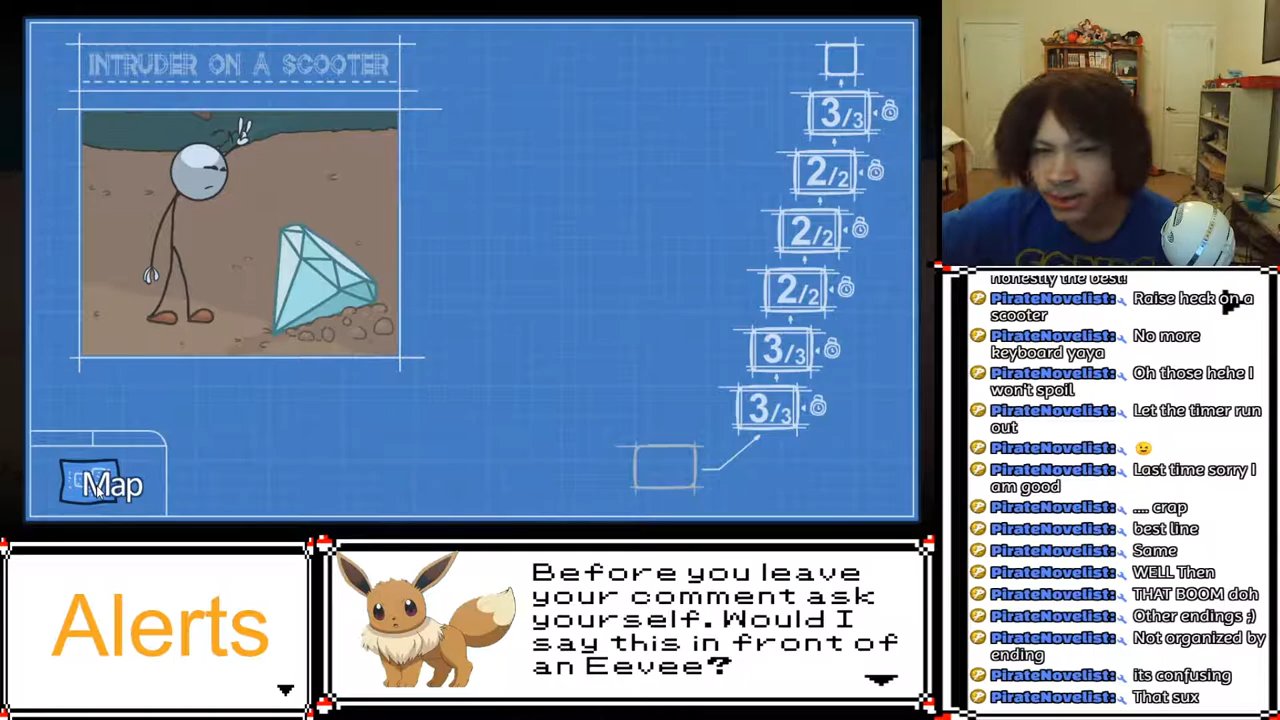 INTRUDER ON A SCOOTER
3/3
2/2
2/2
2/2
3/3
3/3
Map
Alerts
Before you leave
your comment ask
yourself. Would I
say this in front of
an Eevee?
honestly the best!
PirateNovelist: Raise heck on a
scooter
PirateNovelist: No more
keyboard yaya
PirateNovelist: Oh those hehe I
won't spoil
PirateNovelist: Let the timer run
out
PirateNovelist: 😉
PirateNovelist: Last time sorry I
am good
PirateNovelist: .... crap
PirateNovelist: best line
PirateNovelist: Same
PirateNovelist: WELL Then
PirateNovelist: THAT BOOM doh
PirateNovelist: Other endings ;)
PirateNovelist: Not organized by
ending
PirateNovelist: its confusing
PirateNovelist: That sux